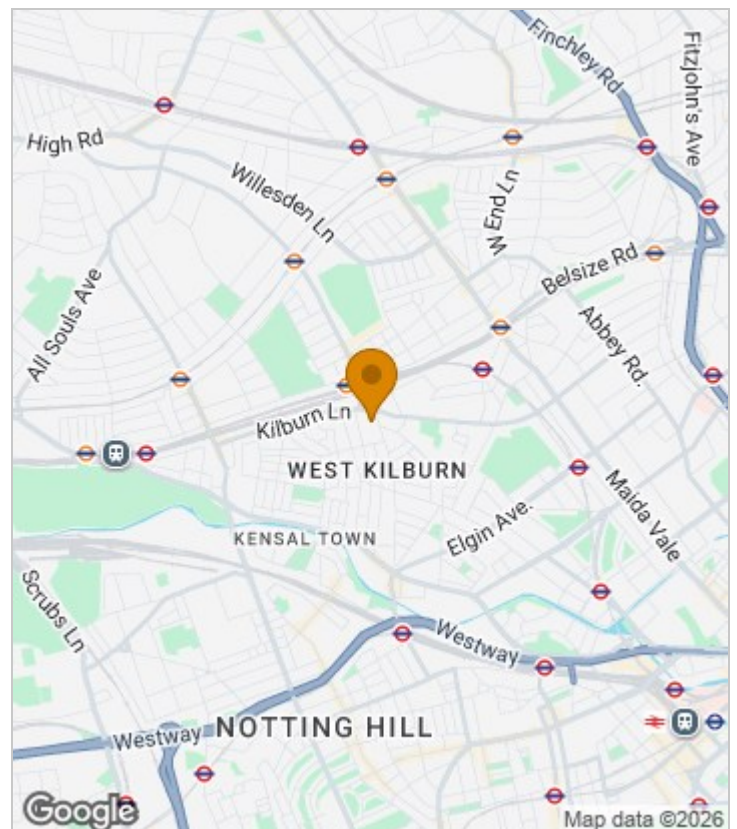 Finchley Rd
Fitzjohn's Ave
High Rd
Willesden Ln
W End Ln
Belsize Rd
All Souls Ave
Abbey Rd.
Kilburn Ln
WEST KILBURN
Maida Vale
Elgin Ave.
KENSAL TOWN
Scrubs Ln
Westway
Westway
NOTTING HILL
Google
Map data ©2026